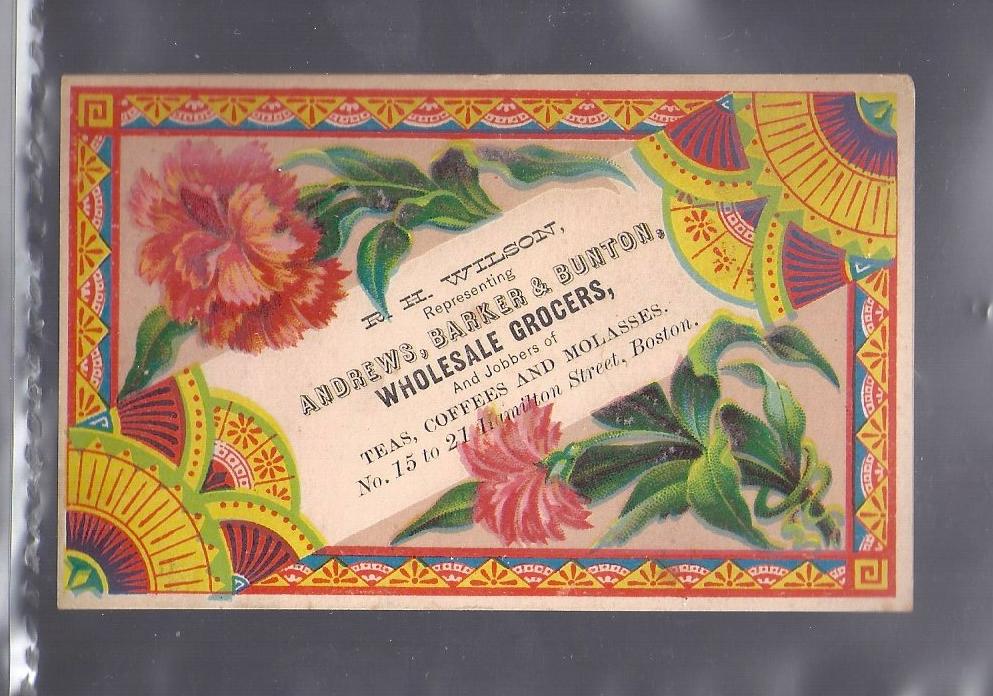 R. H. WILSON,
Representing
ANDREWS, BARKER & BUNTON,
WHOLESALE GROCERS,
And Jobbers of
TEAS, COFFEES AND MOLASSES.
No. 15 to 21 Hamilton Street, Boston.